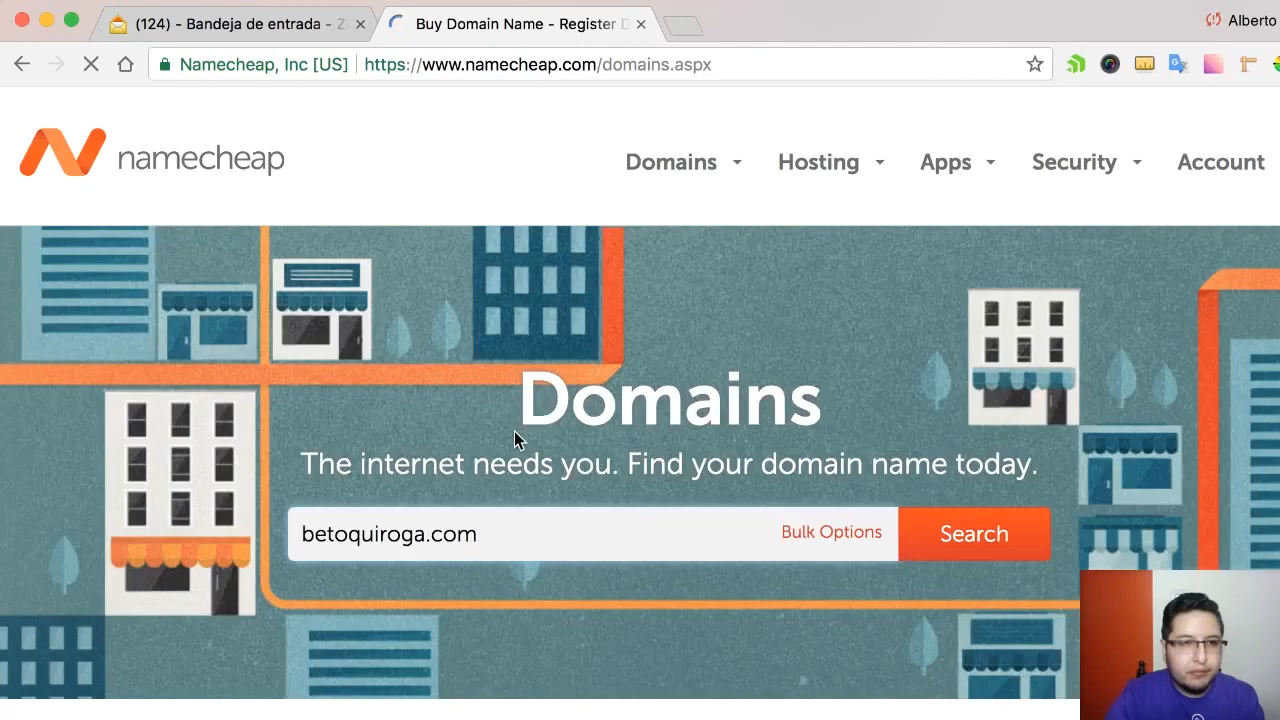 (124) - Bandeja de entrada - Z
Buy Domain Name - Register D
Alberto
Namecheap, Inc [US]
https://www.namecheap.com/domains.aspx
namecheap
Domains
Hosting
Apps
Security
Account
Domains
The internet needs you. Find your domain name today.
betoquiroga.com
Bulk Options
Search